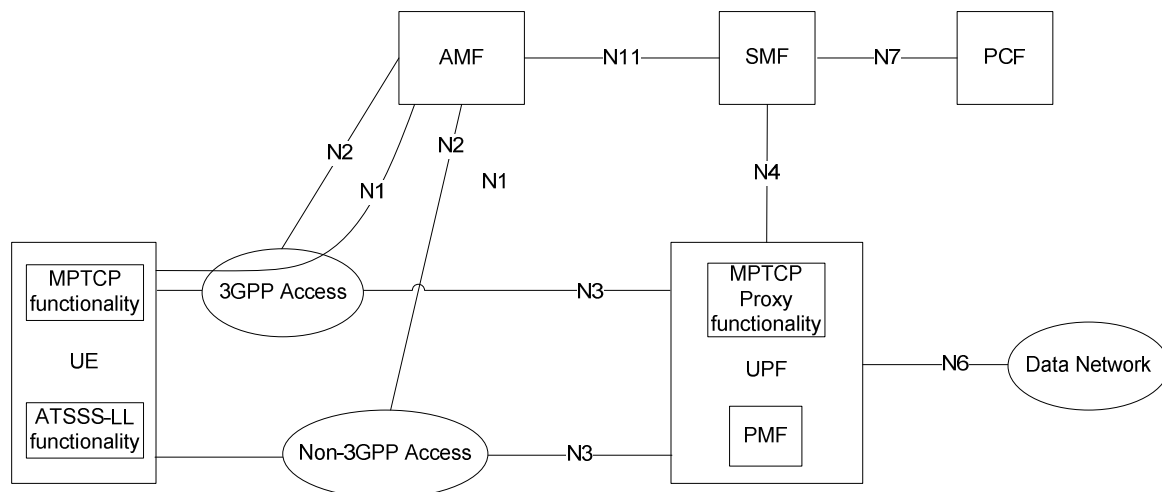 AMF
N11
SMF
N7
PCF
N2
N2
N1
N1
N4
MPTCP
functionality
UE
ATSSS-LL
functionality
3GPP Access
N3
Non-3GPP Access
N3
MPTCP
Proxy
functionality
UPF
PMF
N6
Data Network